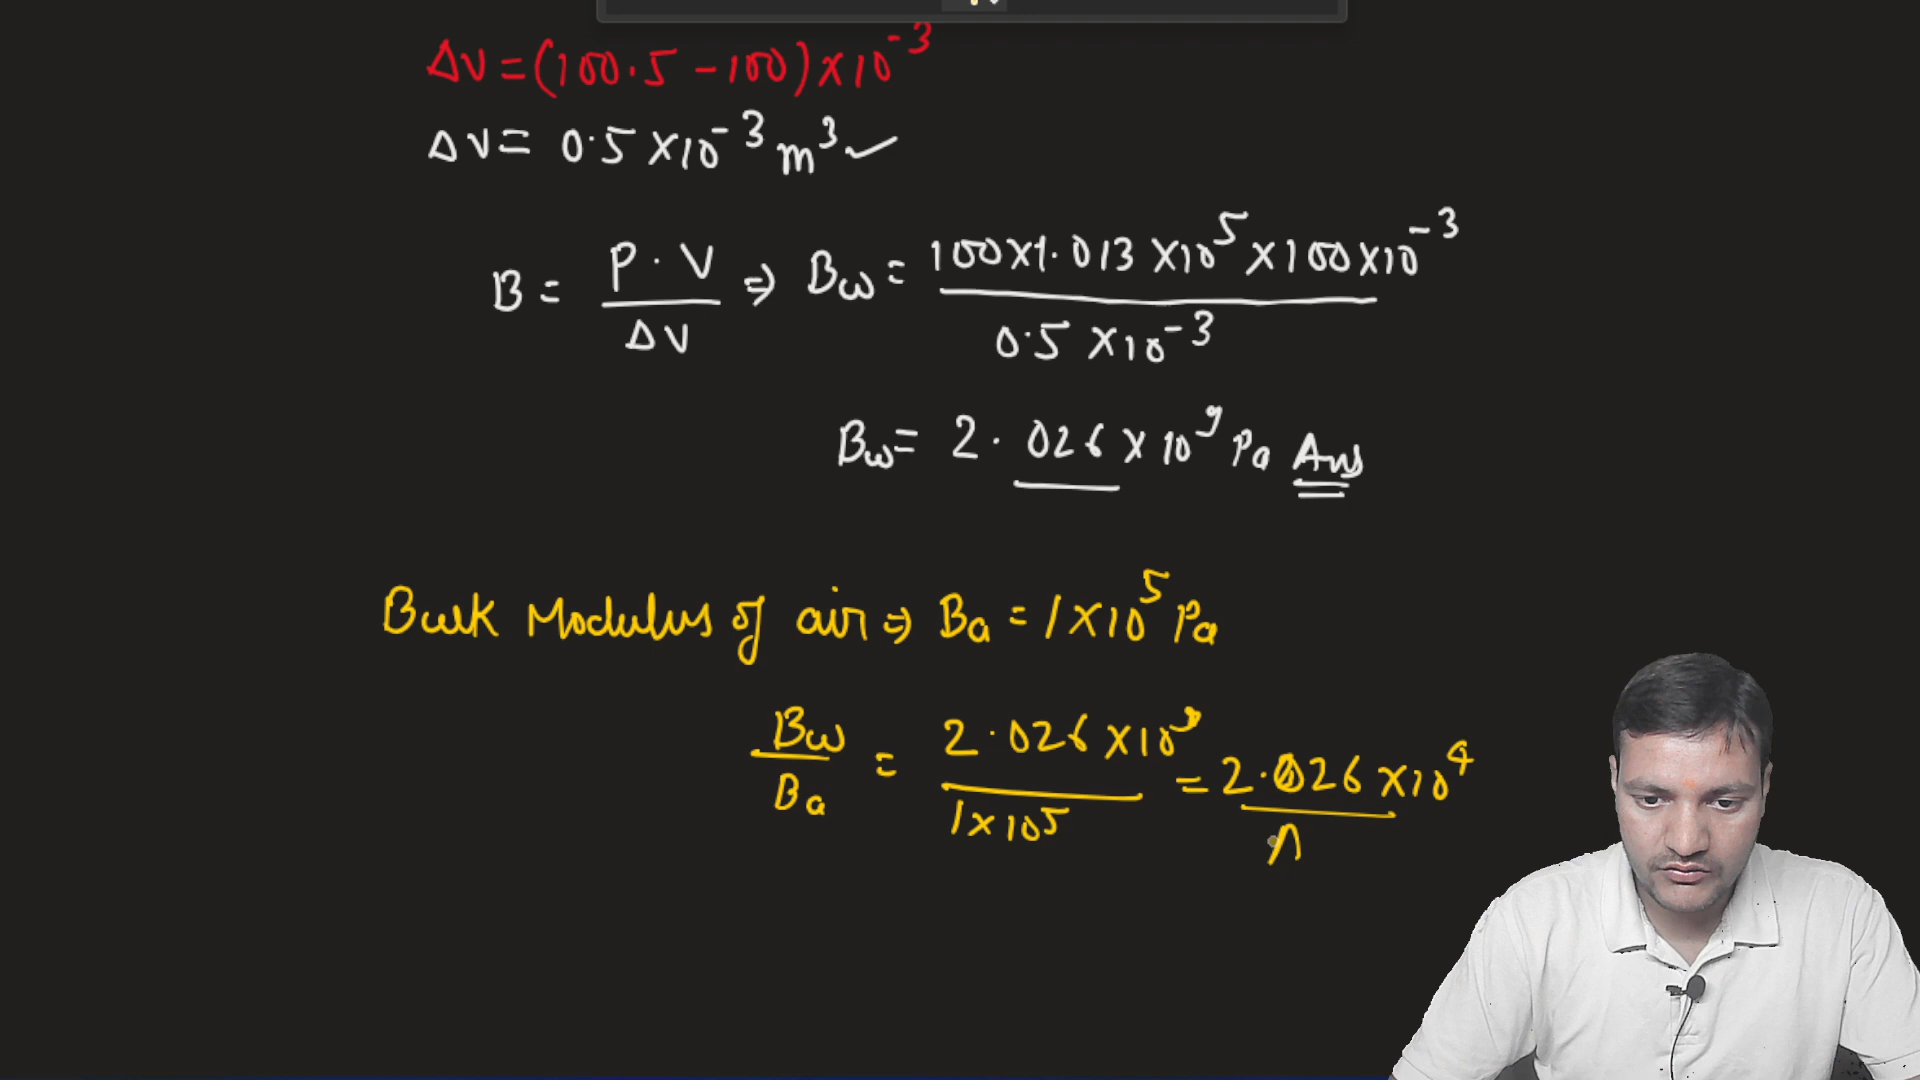 ΔV = (100.5 - 100) × 10⁻³
ΔV = 0.5 × 10⁻³ m³ ✓
B = P · V / ΔV ⇒ Bω = 100 × 1.013 × 10⁵ × 100 × 10⁻³ / 0.5 × 10⁻³
Bω = 2.026 × 10⁹ Pa Ans
Bulk Modulus of air ⇒ Ba = 1 × 10⁵ Pa
Bω / Ba = 2.026 × 10⁹ / 1 × 10⁵ = 2.026 × 10⁴